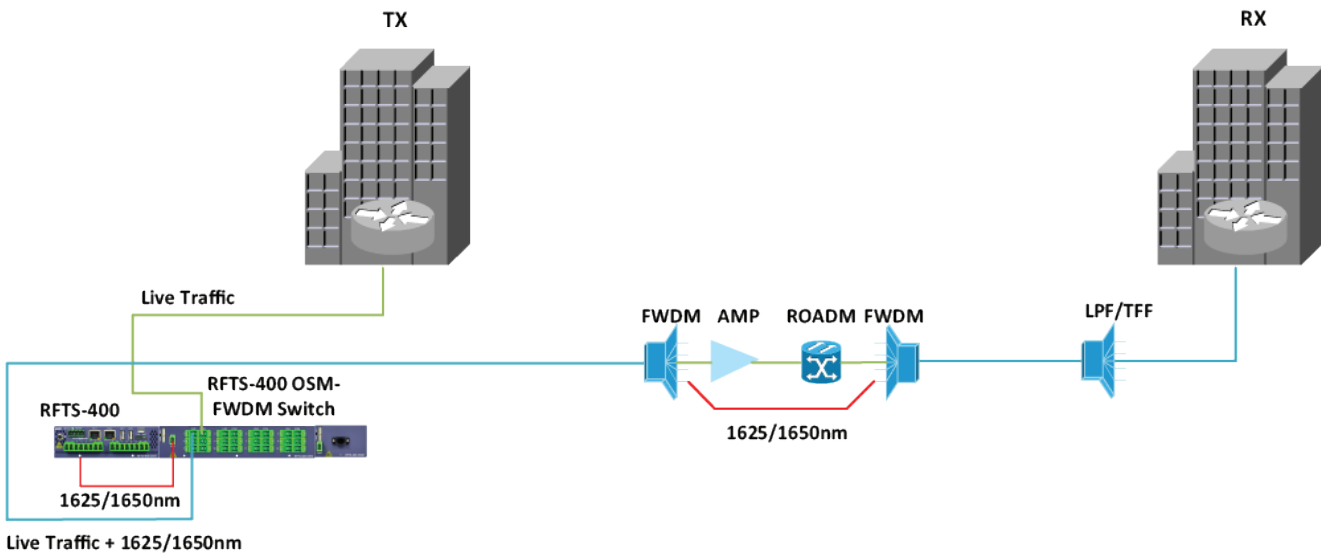 TX
RX
Live Traffic
FWDM
AMP
ROADM
FWDM
LPF/TFF
RFTS-400 OSM-
FWDM Switch
RFTS-400
1625/1650nm
1625/1650nm
Live Traffic + 1625/1650nm